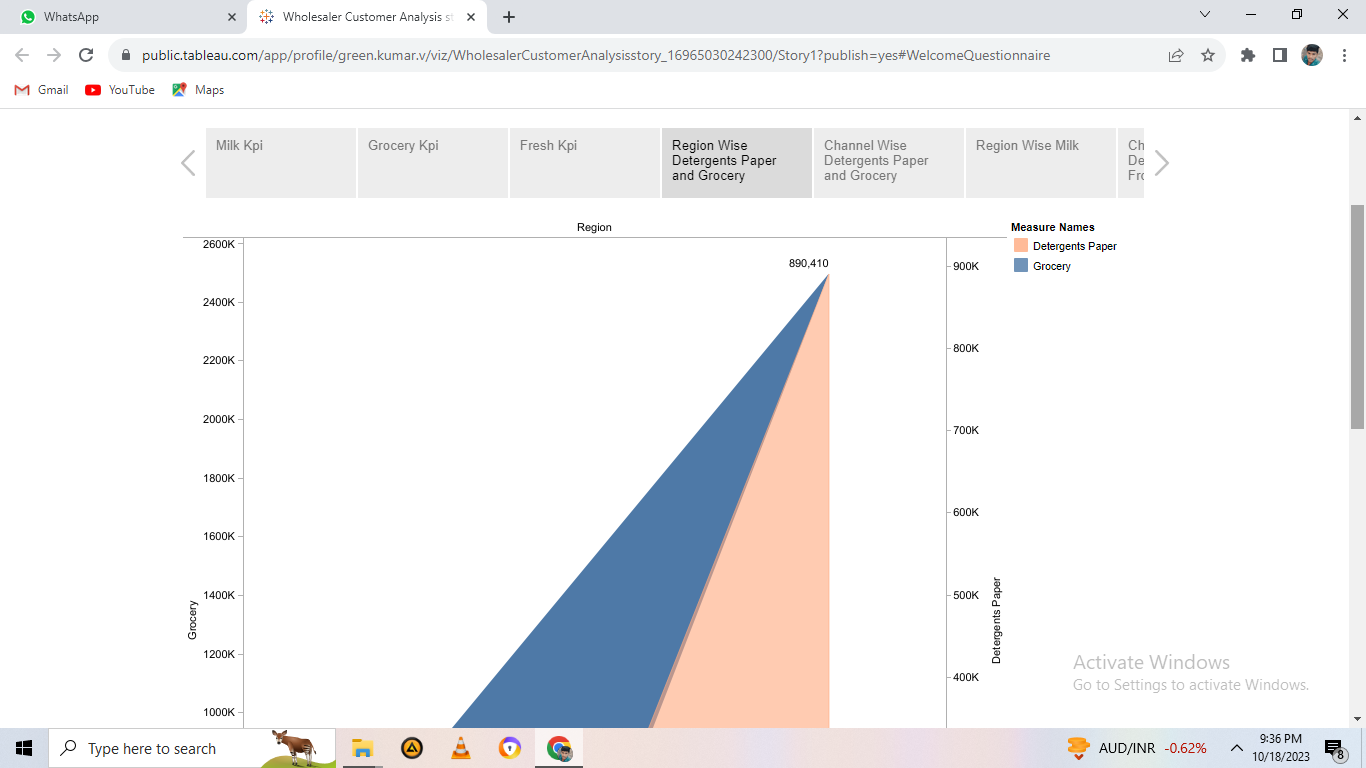 WhatsApp
Wholesaler Customer Analysis st
public.tableau.com/app/profile/green.kumar.v/viz/WholesalerCustomerAnalysisstory_16965030242300/Story1?publish=yes#WelcomeQuestionnaire
Gmail YouTube Maps
Milk Kpi
Grocery Kpi
Fresh Kpi
Region Wise
Detergents Paper
and Grocery
Channel Wise
Detergents Paper
and Grocery
Region Wise Milk
Ch
De
Fro
Region
Measure Names
Detergents Paper
Grocery
2600K
2400K
2200K
2000K
1800K
1600K
1400K
1200K
1000K
Grocery
890,410
900K
800K
700K
600K
500K
400K
Detergents Paper
Activate Windows
Go to Settings to activate Windows.
Type here to search
AUD/INR -0.62%
9:36 PM
10/18/2023
8